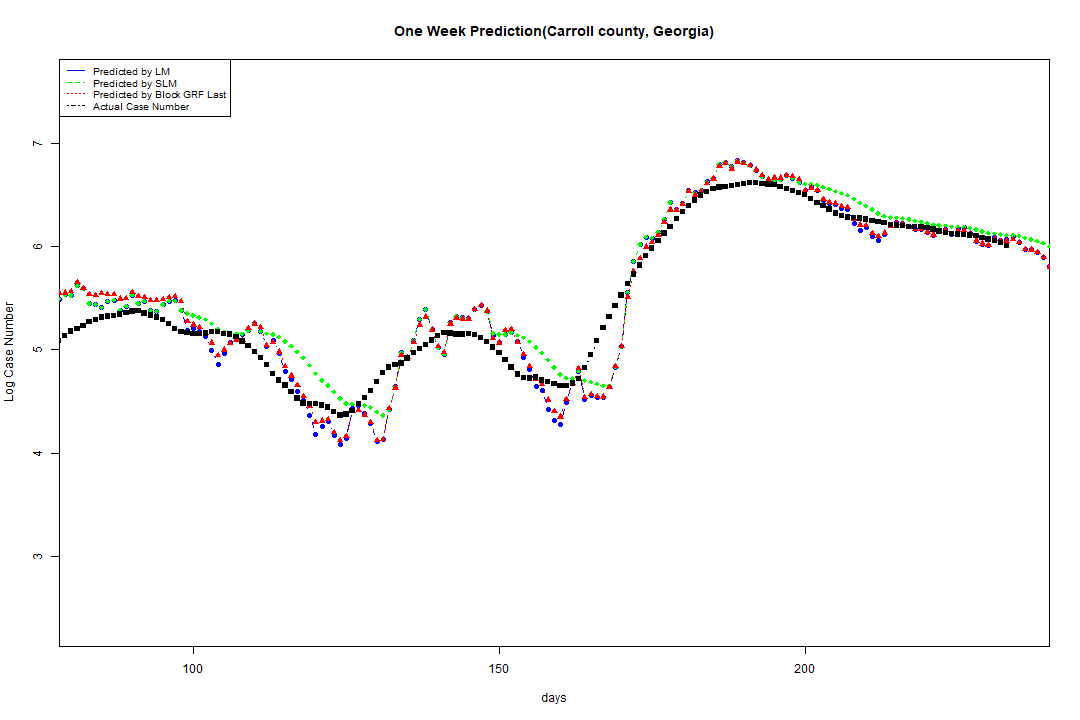 One Week Prediction(Carroll county, Georgia)
Predicted by LM
Predicted by SLM
Predicted by Block GRF Last
Actual Case Number
7
6
5
4
3
Log Case Number
100 150 200
days